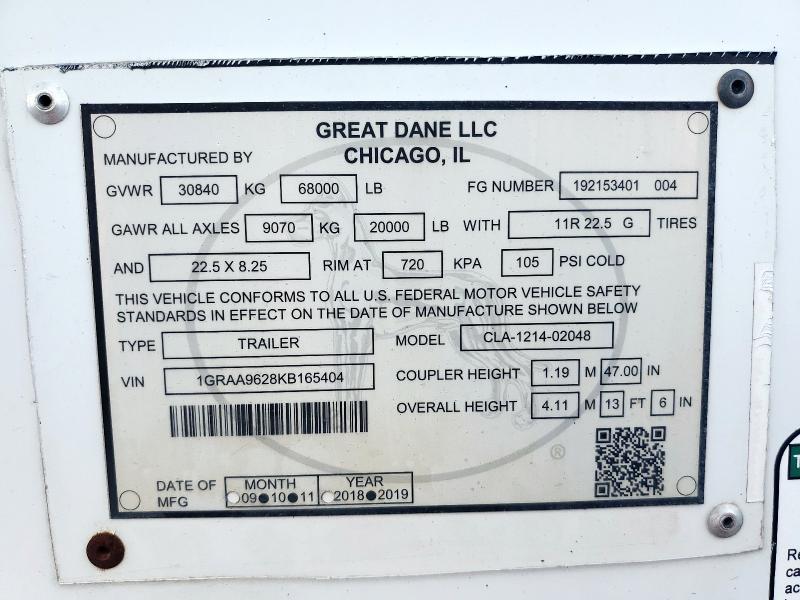 GREAT DANE LLC
MANUFACTURED BY CHICAGO, IL
GVWR 30840 KG 68000 LB FG NUMBER 192153401 004
GAWR ALL AXLES 9070 KG 20000 LB WITH 11R 22.5 G TIRES
AND 22.5 X 8.25 RIM AT 720 KPA 105 PSI COLD
THIS VEHICLE CONFORMS TO ALL U.S. FEDERAL MOTOR VEHICLE SAFETY
STANDARDS IN EFFECT ON THE DATE OF MANUFACTURE SHOWN BELOW
TYPE TRAILER MODEL CLA-1214-02048
VIN 1GRAA9628KB165404 COUPLER HEIGHT 1.19 M 47.00 IN
OVERALL HEIGHT 4.11 M 13 FT 6 IN
®
DATE OF MFG MONTH YEAR
09 10 11 2018 2019
T
Re
ca
ac